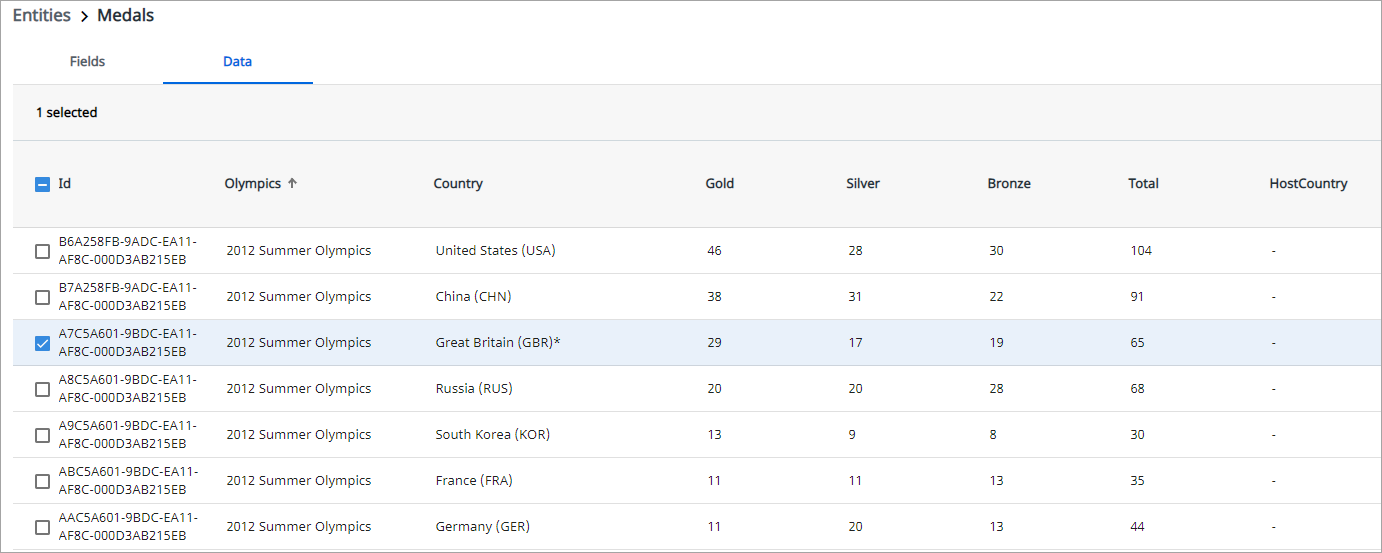 Entities > Medals
Fields Data
1 selected
Id Olympics ↑ Country Gold Silver Bronze Total HostCountry
B6A258FB-9ADC-EA11-
AF8C-000D3AB215EB 2012 Summer Olympics United States (USA) 46 28 30 104 -
B7A258FB-9ADC-EA11-
AF8C-000D3AB215EB 2012 Summer Olympics China (CHN) 38 31 22 91 -
A7C5A601-9BDC-EA11-
AF8C-000D3AB215EB 2012 Summer Olympics Great Britain (GBR)* 29 17 19 65 -
A8C5A601-9BDC-EA11-
AF8C-000D3AB215EB 2012 Summer Olympics Russia (RUS) 20 20 28 68 -
A9C5A601-9BDC-EA11-
AF8C-000D3AB215EB 2012 Summer Olympics South Korea (KOR) 13 9 8 30 -
ABC5A601-9BDC-EA11-
AF8C-000D3AB215EB 2012 Summer Olympics France (FRA) 11 11 13 35 -
AAC5A601-9BDC-EA11-
AF8C-000D3AB215EB 2012 Summer Olympics Germany (GER) 11 20 13 44 -